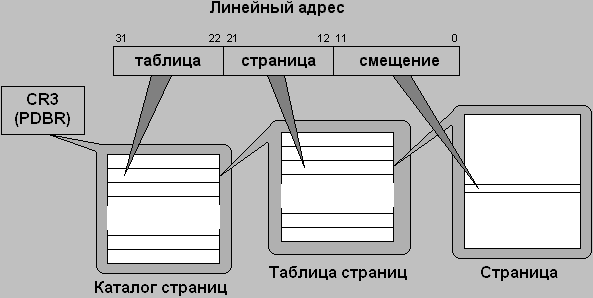 Линейный адрес
31 22 21 12 11 0
таблица страница смещение
CR3
(PDBR)
Каталог страниц
Таблица страниц
Страница